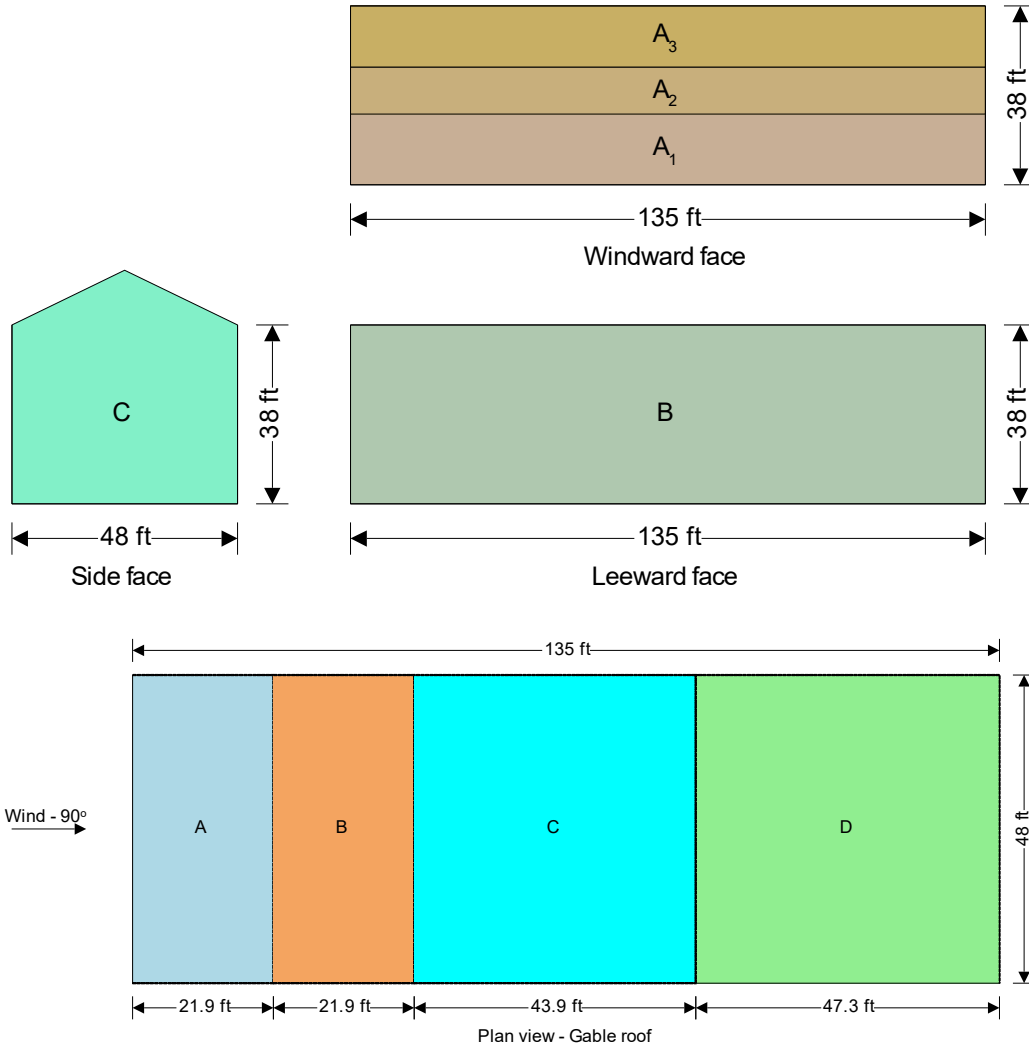 A3
A2
A1
38 ft
135 ft
Windward face
C
38 ft
48 ft
Side face
B
38 ft
135 ft
Leeward face
135 ft
Wind - 90o
A
B
C
D
48 ft
21.9 ft
21.9 ft
43.9 ft
47.3 ft
Plan view - Gable roof